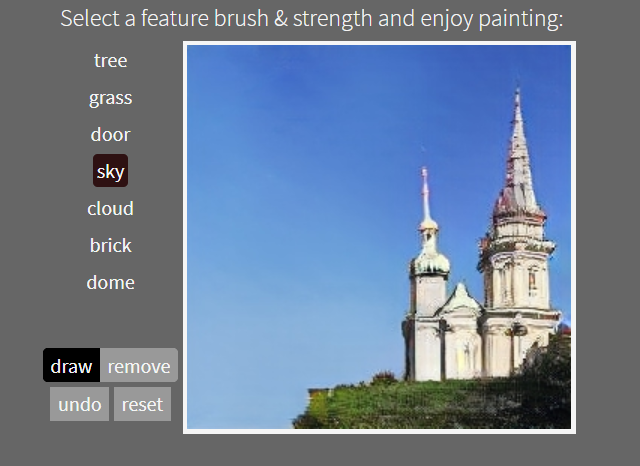 Select a feature brush & strength and enjoy painting:
tree
grass
door
sky
cloud
brick
dome
draw remove
undo reset